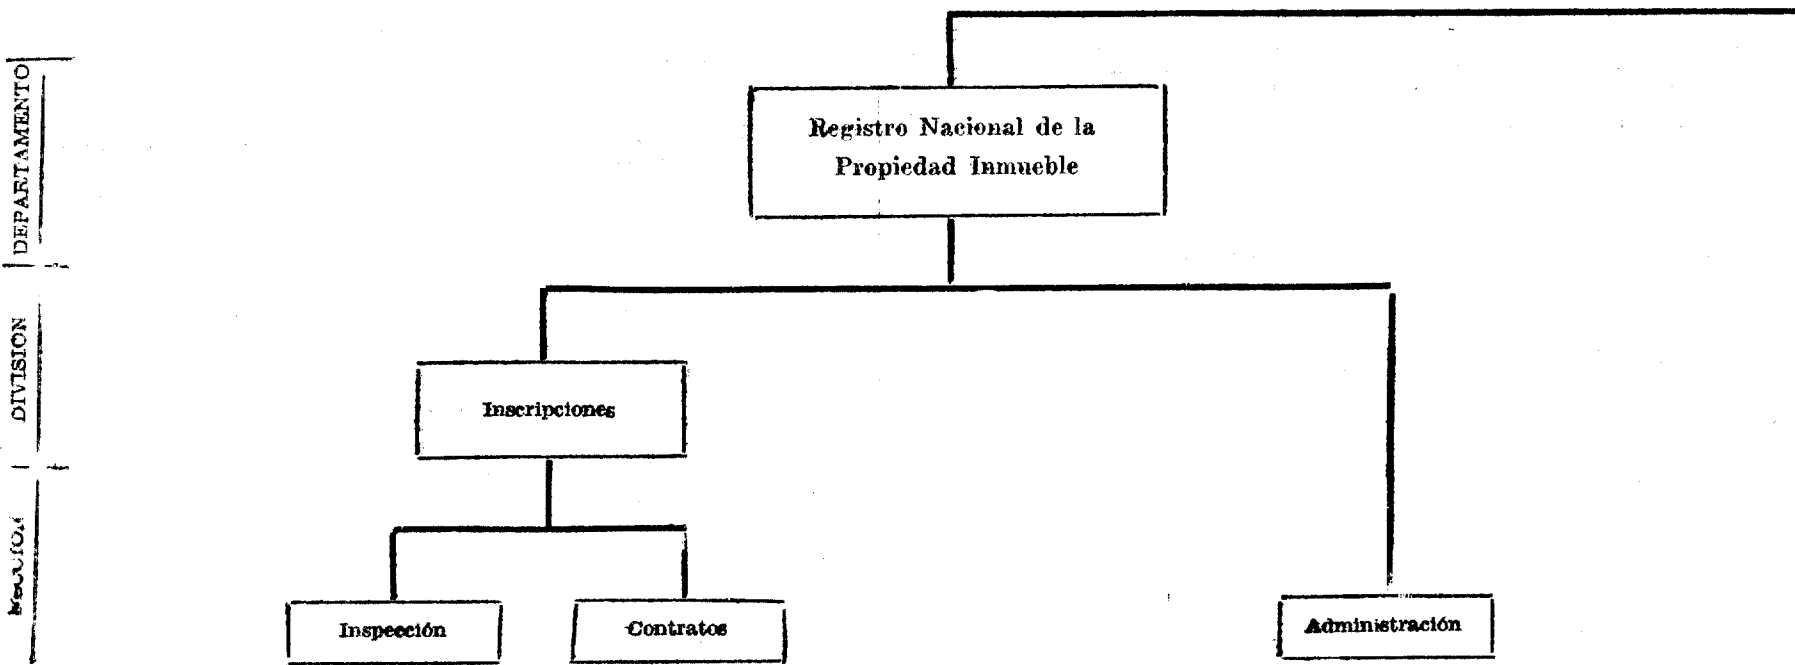 DEPARTAMENTO
Registro Nacional de la
Propiedad Inmueble
DIVISION
Inscripciones
Inspección
Contratos
Administración